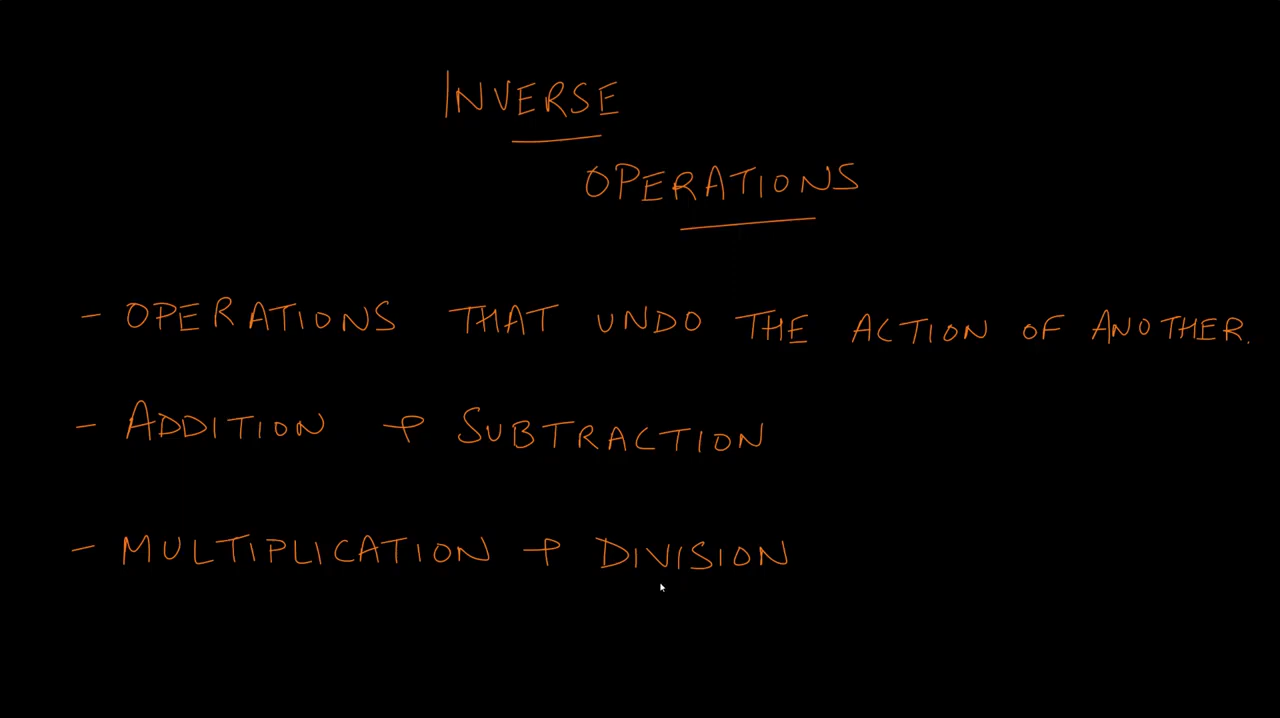 INVERSE
OPERATIONS
- OPERATIONS THAT UNDO THE ACTION OF ANOTHER.
- ADDITION + SUBTRACTION
- MULTIPLICATION + DIVISION